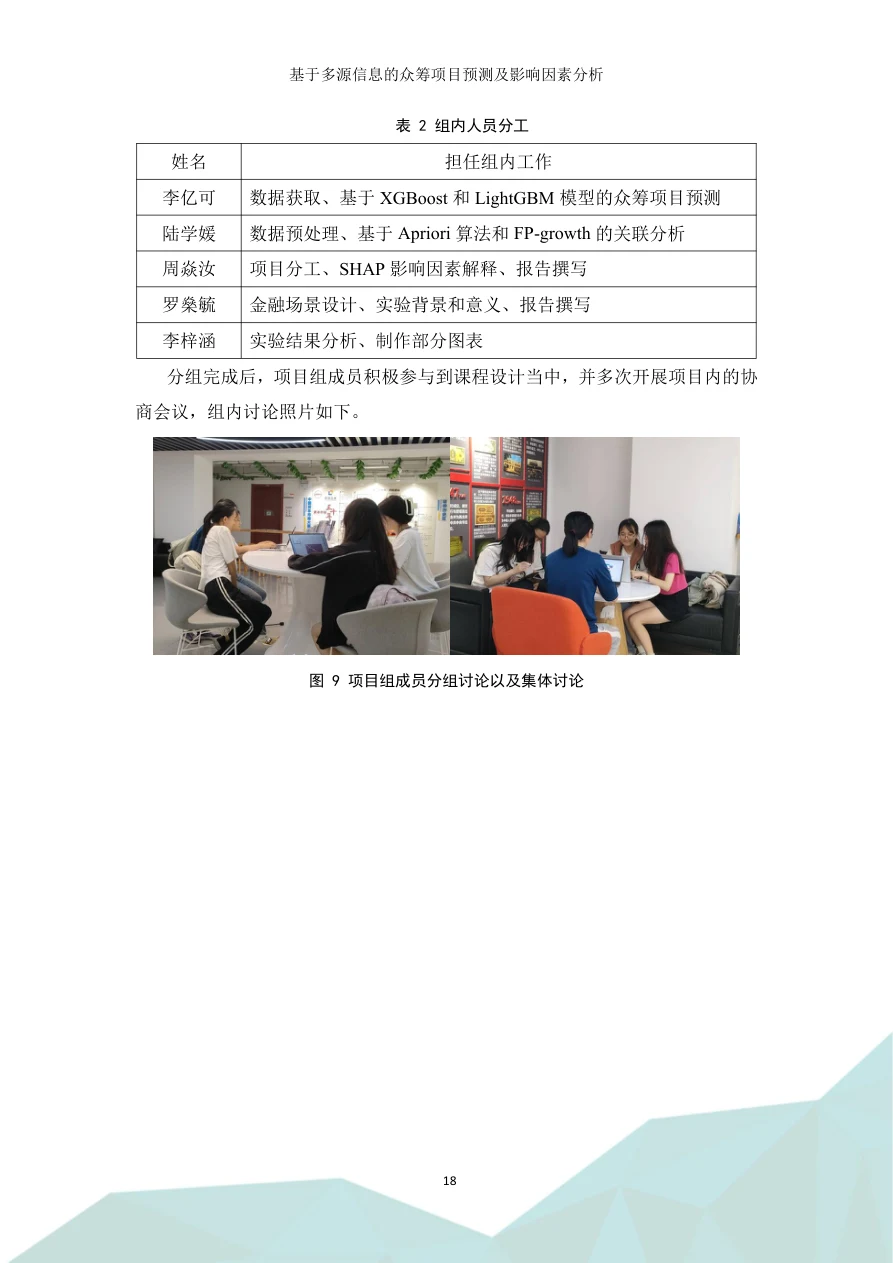 基于多源信息的众筹项目预测及影响因素分析
表 2 组内人员分工
姓名 担任组内工作
李亿可 数据获取、基于 XGBoost 和 LightGBM 模型的众筹项目预测
陆学媛 数据预处理、基于 Apriori 算法和 FP-growth 的关联分析
周焱汝 项目分工、SHAP 影响因素解释、报告撰写
罗燊毓 金融场景设计、实验背景和意义、报告撰写
李梓涵 实验结果分析、制作部分图表
分组完成后，项目组成员积极参与到课程设计当中，并多次开展项目内的协
商会议，组内讨论照片如下。
图 9 项目组成员分组讨论以及集体讨论
18